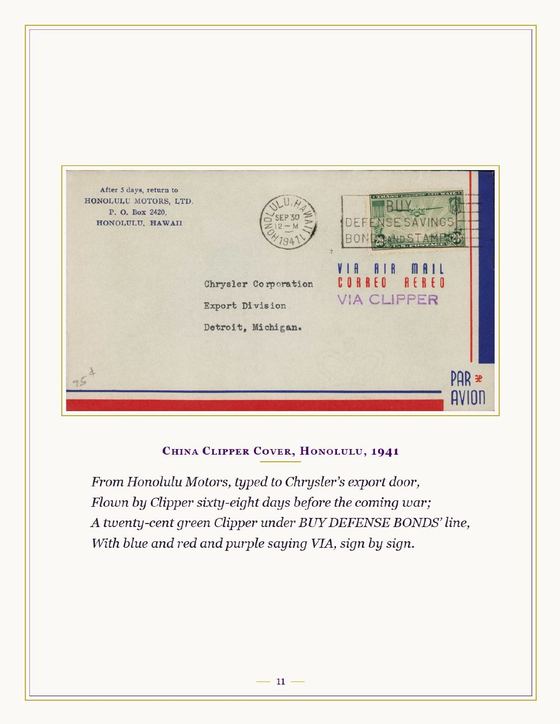 After 5 days, return to
HONOLULU MOTORS, LTD.
P. O. Box 2420,
HONOLULU, HAWAII
HONOLULU, HAWAII
SEP 30
12 - M
1941
BUY
DEFENSE SAVINGS
BONDS AND STAMPS
VIA AIR MAIL
CORREO AEREO
VIA CLIPPER
Chrysler Corporation
Export Division
Detroit, Michigan.
PAR
AVION
CHINA CLIPPER COVER, HONOLULU, 1941
From Honolulu Motors, typed to Chrysler’s export door,
Flown by Clipper sixty-eight days before the coming war;
A twenty-cent green Clipper under BUY DEFENSE BONDS’ line,
With blue and red and purple saying VIA, sign by sign.
11